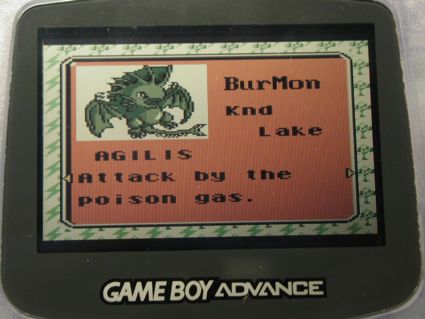 BurMon
Knd
Lake
AGILIS
Attack by the
poison gas.
GAME BOY ADVANCE